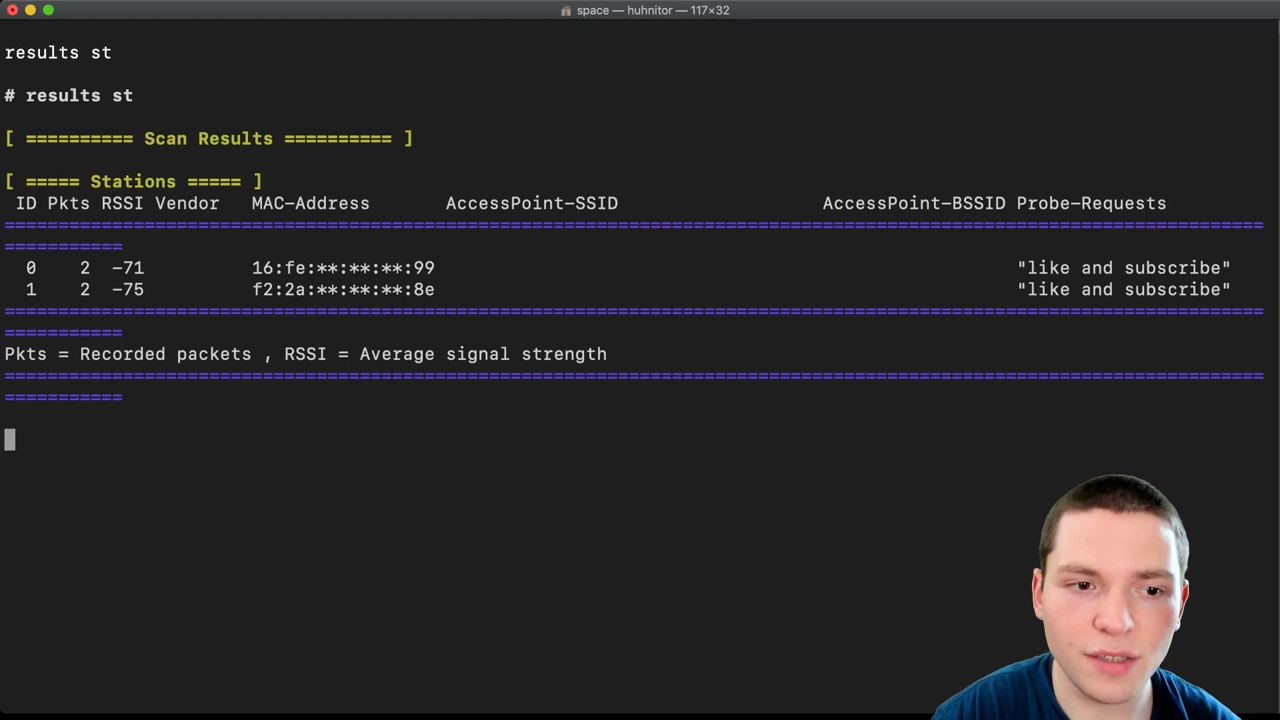 space — huhnitor — 117×32
results st
# results st
[ ========== Scan Results ========== ]
[ ===== Stations ===== ]
ID Pkts RSSI Vendor MAC-Address AccessPoint-SSID AccessPoint-BSSID Probe-Requests
=====================================================================================================================
===========
0 2 -71 16:fe:**:**:**:99 "like and subscribe"
1 2 -75 f2:2a:**:**:**:8e "like and subscribe"
=====================================================================================================================
===========
Pkts = Recorded packets , RSSI = Average signal strength
=====================================================================================================================
===========